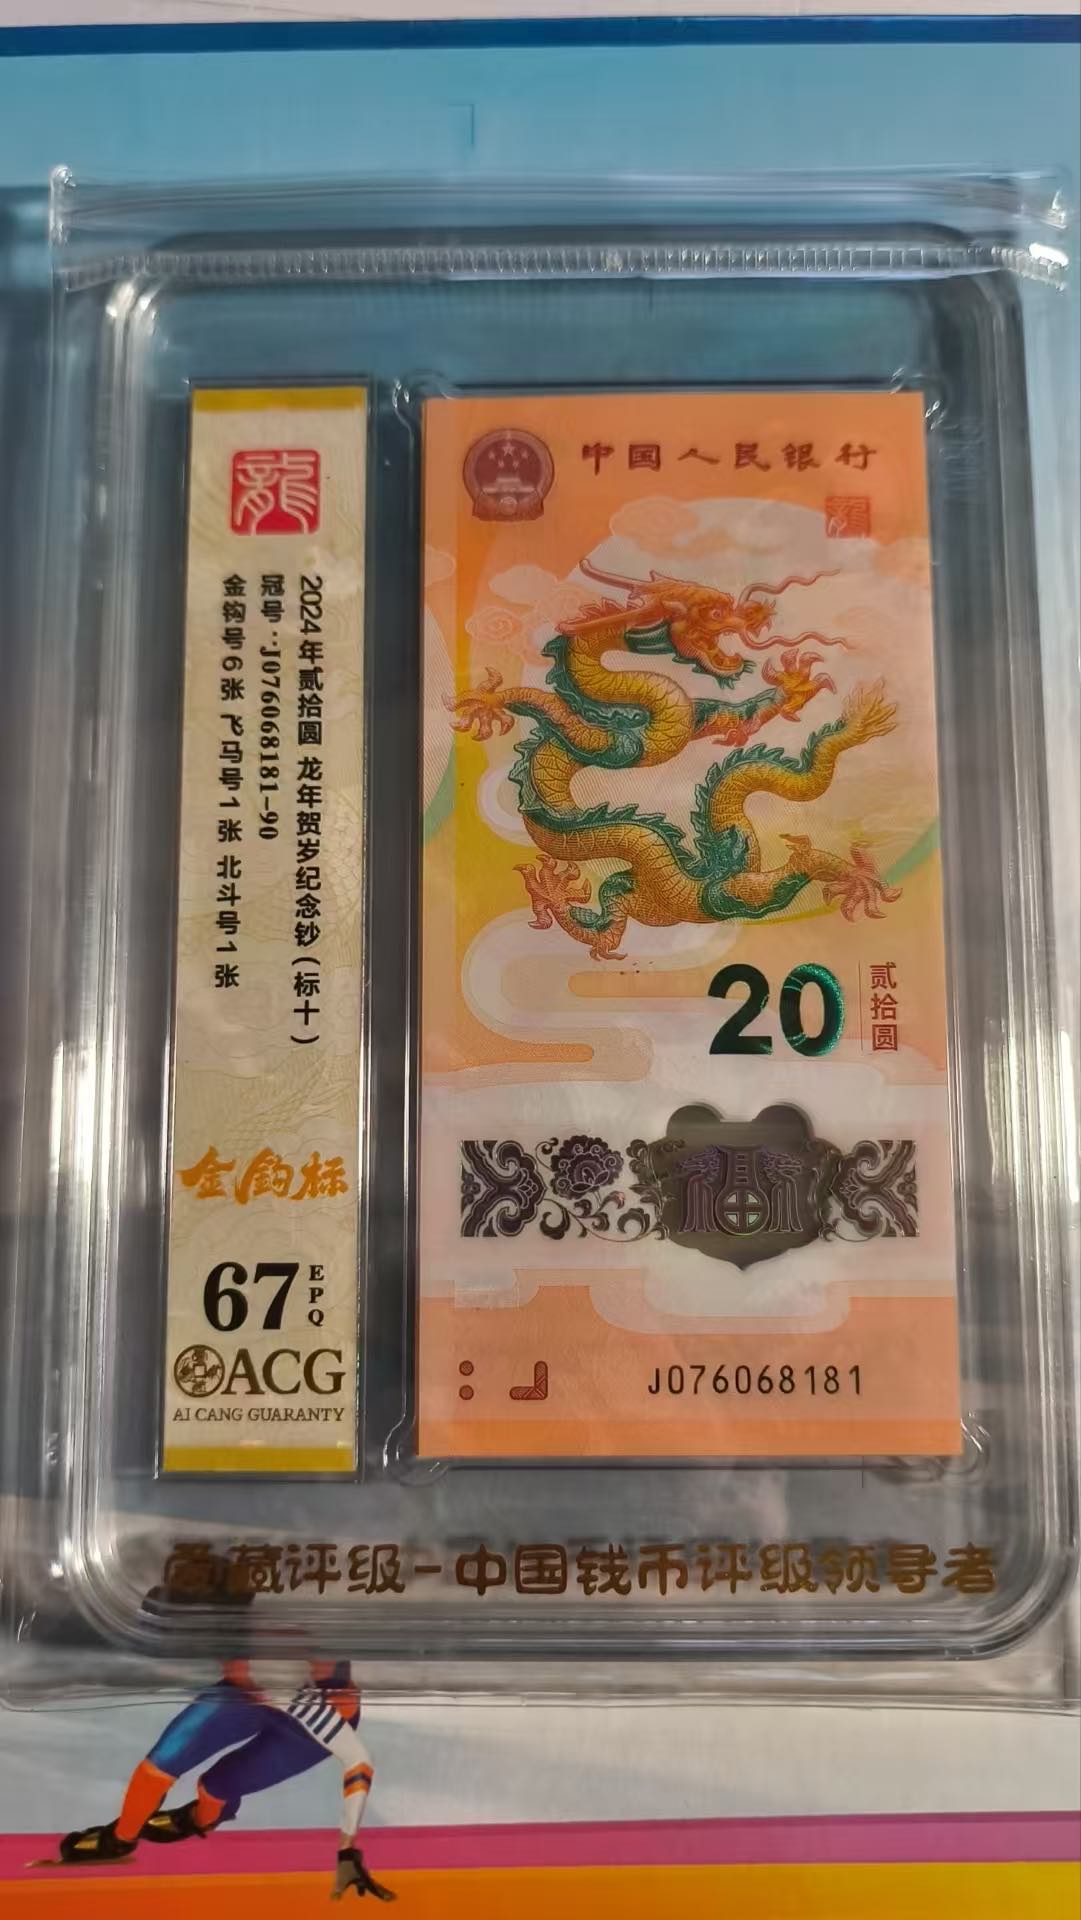 龍
2024年贰拾圆 龙年贺岁纪念钞(标十)
冠号:J076068181-90
金钩号6张 飞马号1张 北斗号1张
金钩标
67 EPQ
ACG
AI CANG GUARANTY
中国人民银行
龍
20
贰拾圆
福
J076068181
爱藏评级-中国钱币评级领导者